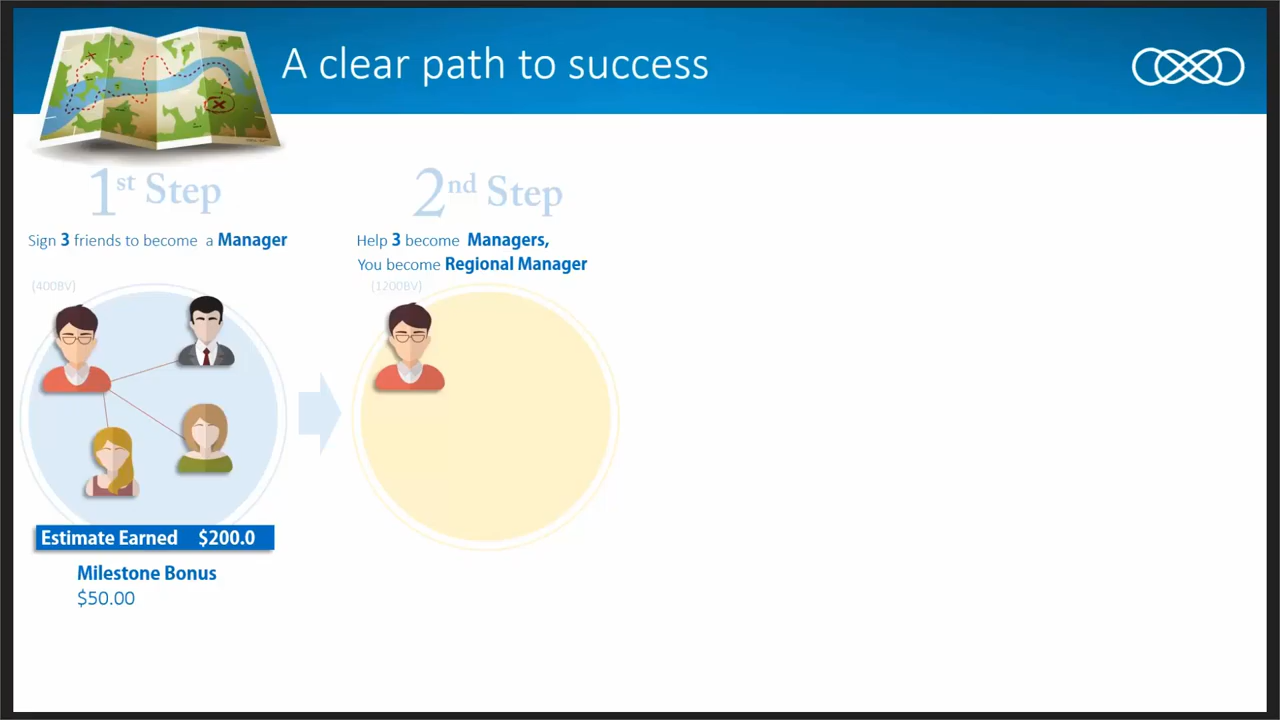 A clear path to success
1st Step
Sign 3 friends to become a Manager
(400BV)
Estimate Earned $200.0
Milestone Bonus
$50.00
2nd Step
Help 3 become Managers,
You become Regional Manager
(1200BV)